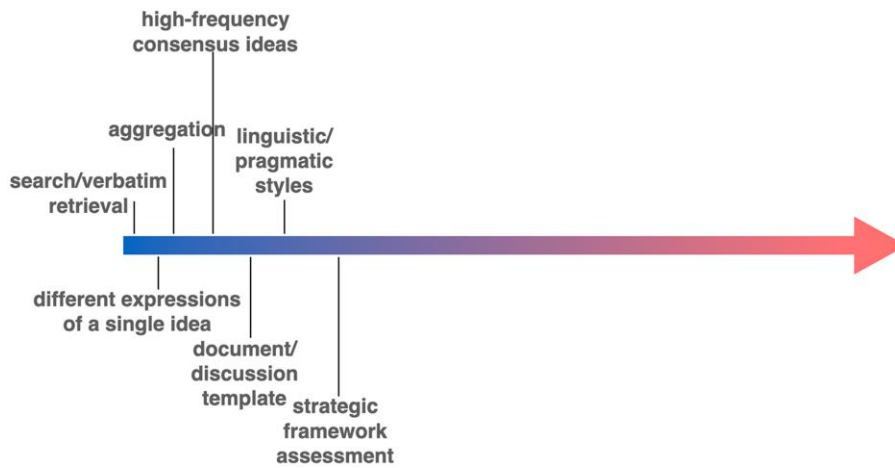 high-frequency
consensus ideas
aggregation
linguistic/
pragmatic
styles
search/verbatim
retrieval
different expressions
of a single idea
document/
discussion
template
strategic
framework
assessment